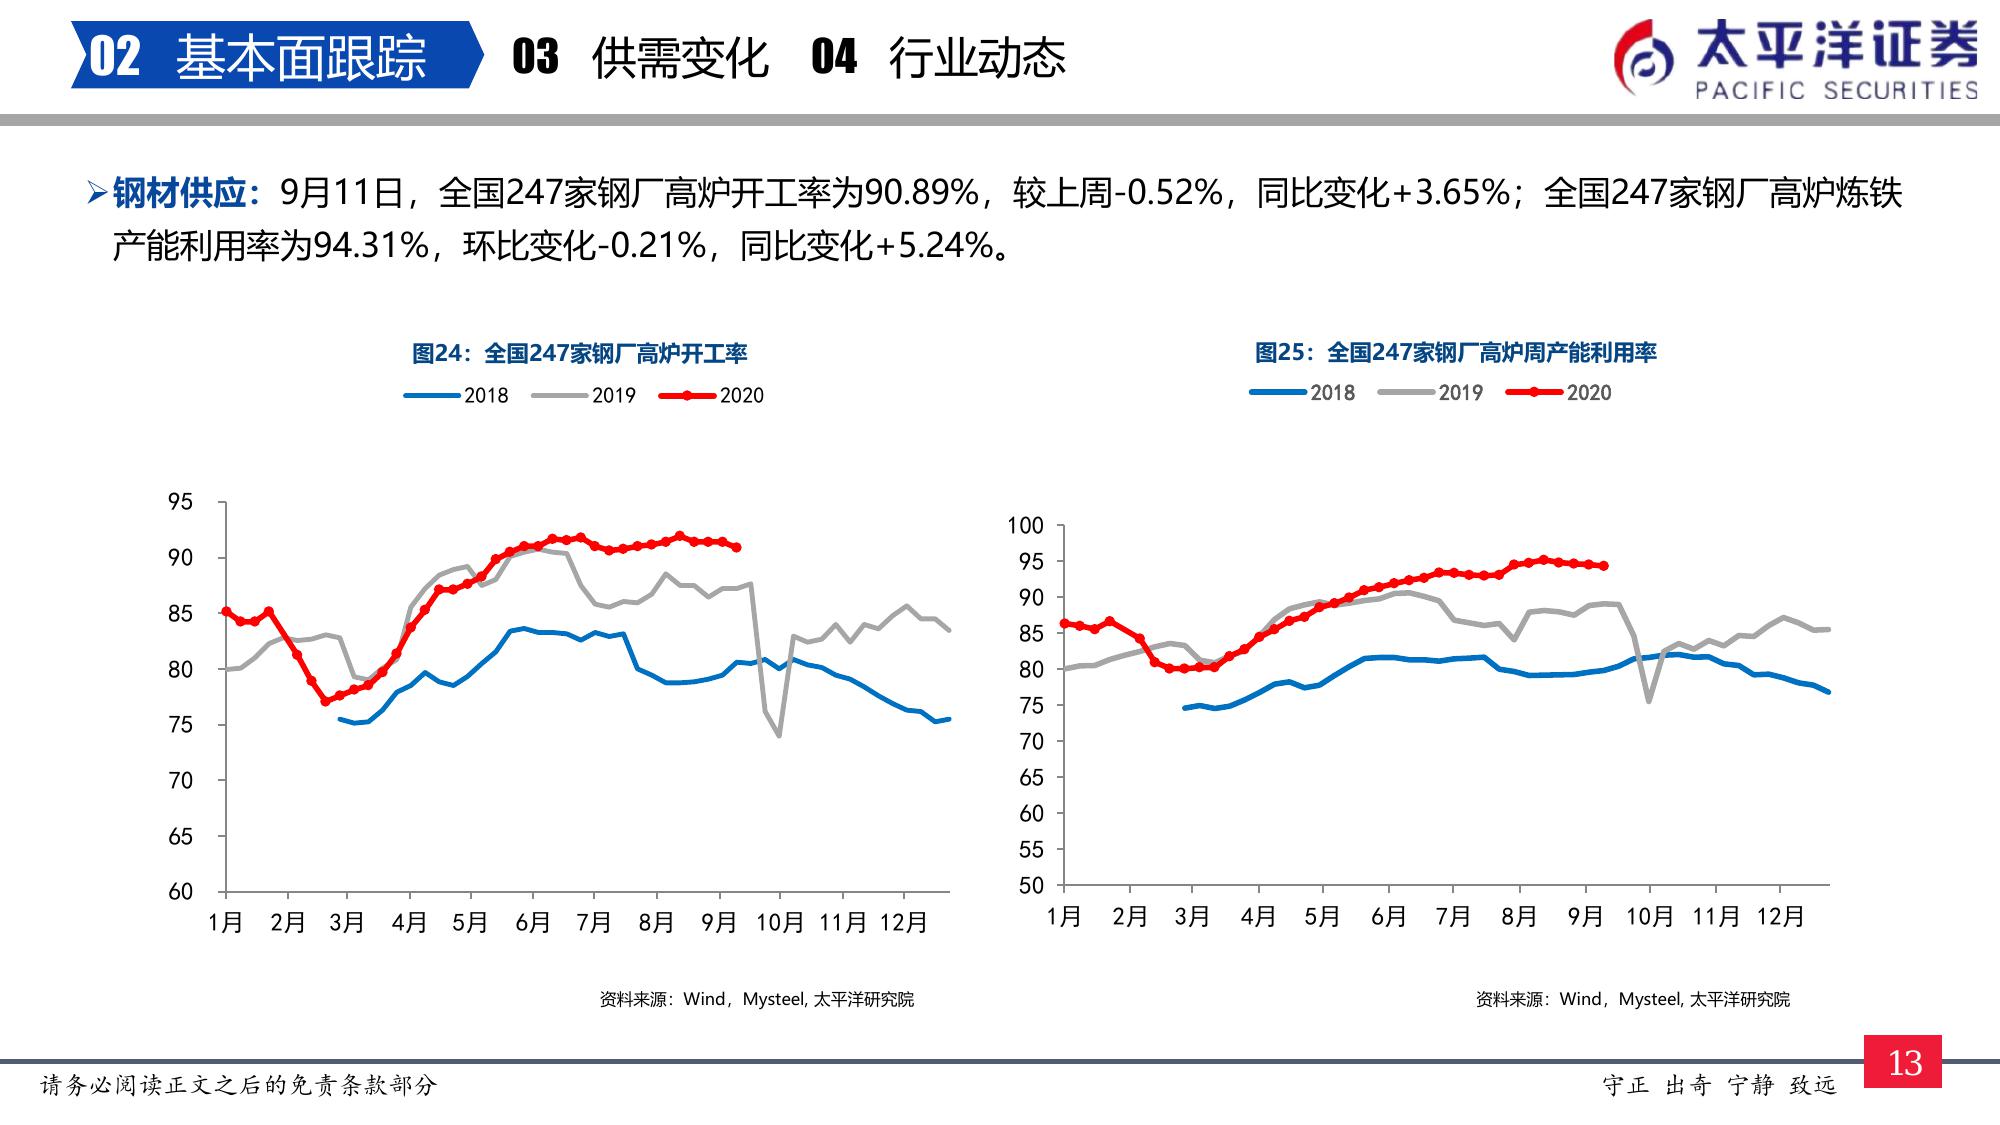 02 基本面跟踪 03 供需变化 04 行业动态
太平洋证券
PACIFIC SECURITIES
钢材供应：9月11日，全国247家钢厂高炉开工率为90.89%，较上周-0.52%，同比变化+3.65%；全国247家钢厂高炉炼铁
产能利用率为94.31%，环比变化-0.21%，同比变化+5.24%。
图24：全国247家钢厂高炉开工率
2018 2019 2020
95
90
85
80
75
70
65
60
1月 2月 3月 4月 5月 6月 7月 8月 9月 10月 11月 12月
资料来源：Wind，Mysteel, 太平洋研究院
图25：全国247家钢厂高炉周产能利用率
2018 2019 2020
100
95
90
85
80
75
70
65
60
55
50
1月 2月 3月 4月 5月 6月 7月 8月 9月 10月 11月 12月
资料来源：Wind，Mysteel, 太平洋研究院
请务必阅读正文之后的免责条款部分
守正 出奇 宁静 致远
13